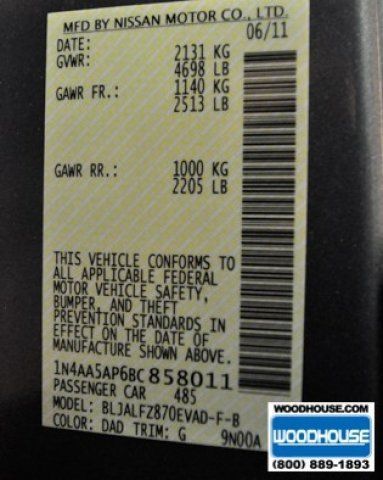 MFD BY NISSAN MOTOR CO., LTD.
DATE: 06/11
GVWR: 2131 KG
4698 LB
GAWR FR.: 1140 KG
2513 LB
GAWR RR.: 1000 KG
2205 LB
THIS VEHICLE CONFORMS TO
ALL APPLICABLE FEDERAL
MOTOR VEHICLE SAFETY,
BUMPER, AND THEFT
PREVENTION STANDARDS IN
EFFECT ON THE DATE OF
MANUFACTURE SHOWN ABOVE.
1N4AA5AP6BC858011
PASSENGER CAR 485
MODEL: BLJALFZ870EVAD-F-B
COLOR: DAD TRIM: G 9N00A
WOODHOUSE.COM
WOODHOUSE
(800) 889-1893